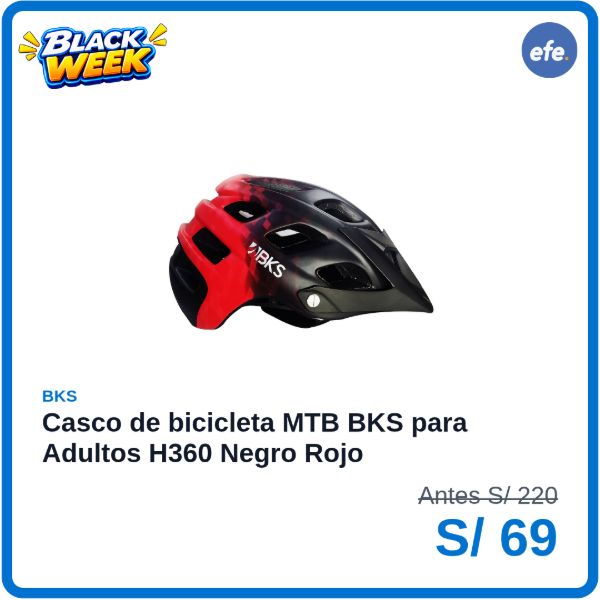 BLACK
WEEK
efe.
BKS
BKS
Casco de bicicleta MTB BKS para
Adultos H360 Negro Rojo
Antes S/ 220
S/ 69